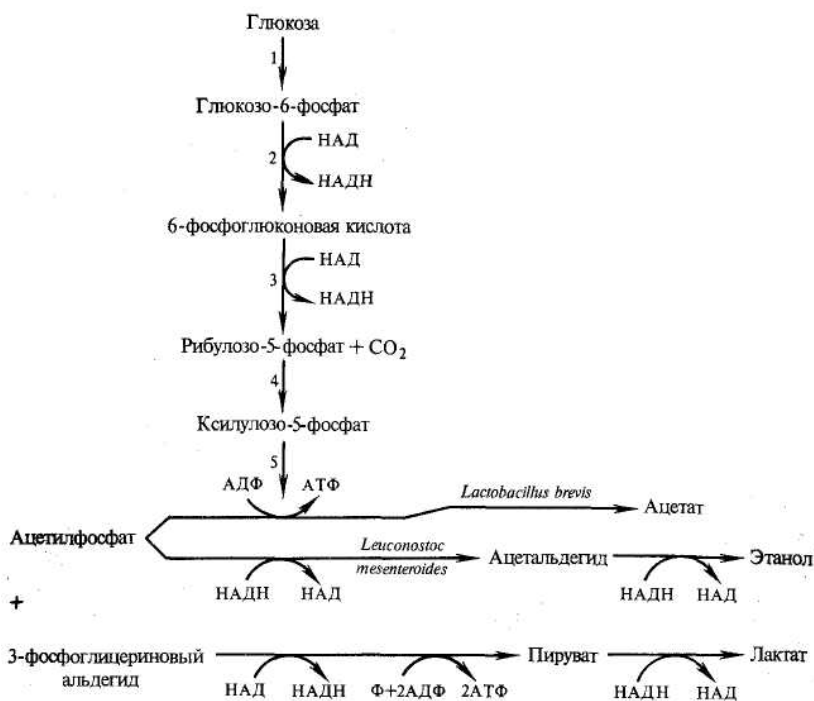 Глюкоза
1
Глюкозо-6-фосфат
2
НАД
НАДН
6-фосфоглюконовая кислота
3
НАД
НАДН
Рибулозо-5-фосфат + CO₂
4
Ксилулозо-5-фосфат
5
АДФ АТФ
Lactobacillus brevis
Ацетат
Ацетилфосфат
Leuconostoc
mesenteroides
Ацетальдегид
Этанол
НАДН НАД
НАДН НАД
+
3-фосфоглицериновый
альдегид
Пируват
Лактат
НАД НАДН Ф+2АДФ 2АТФ НАДН НАД